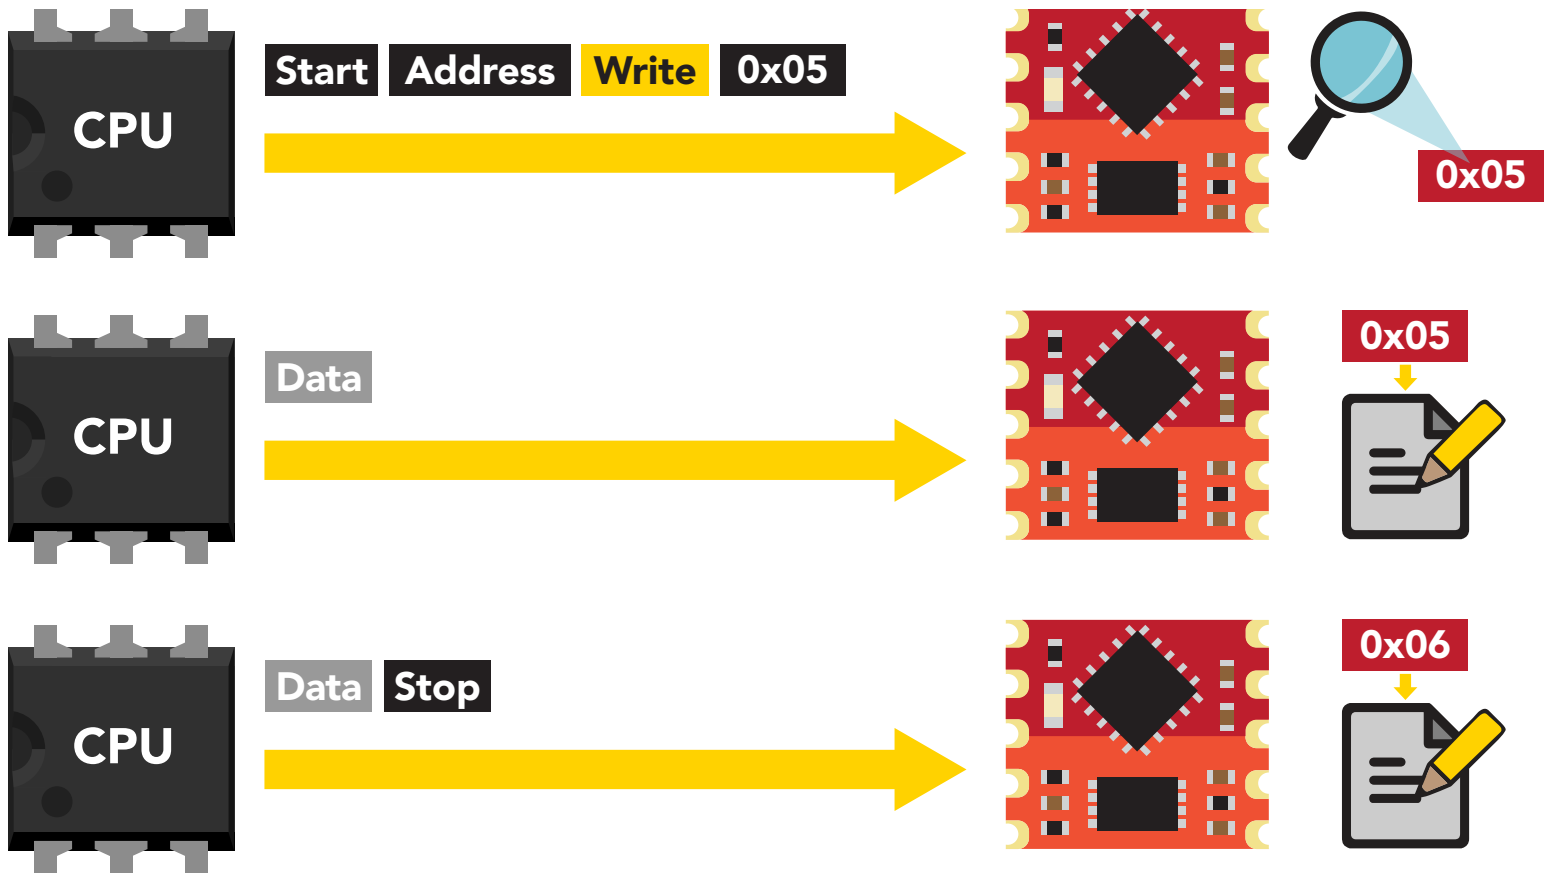 Start Address Write 0x05
CPU
0x05
Data
0x05
CPU
Data Stop
0x06
CPU